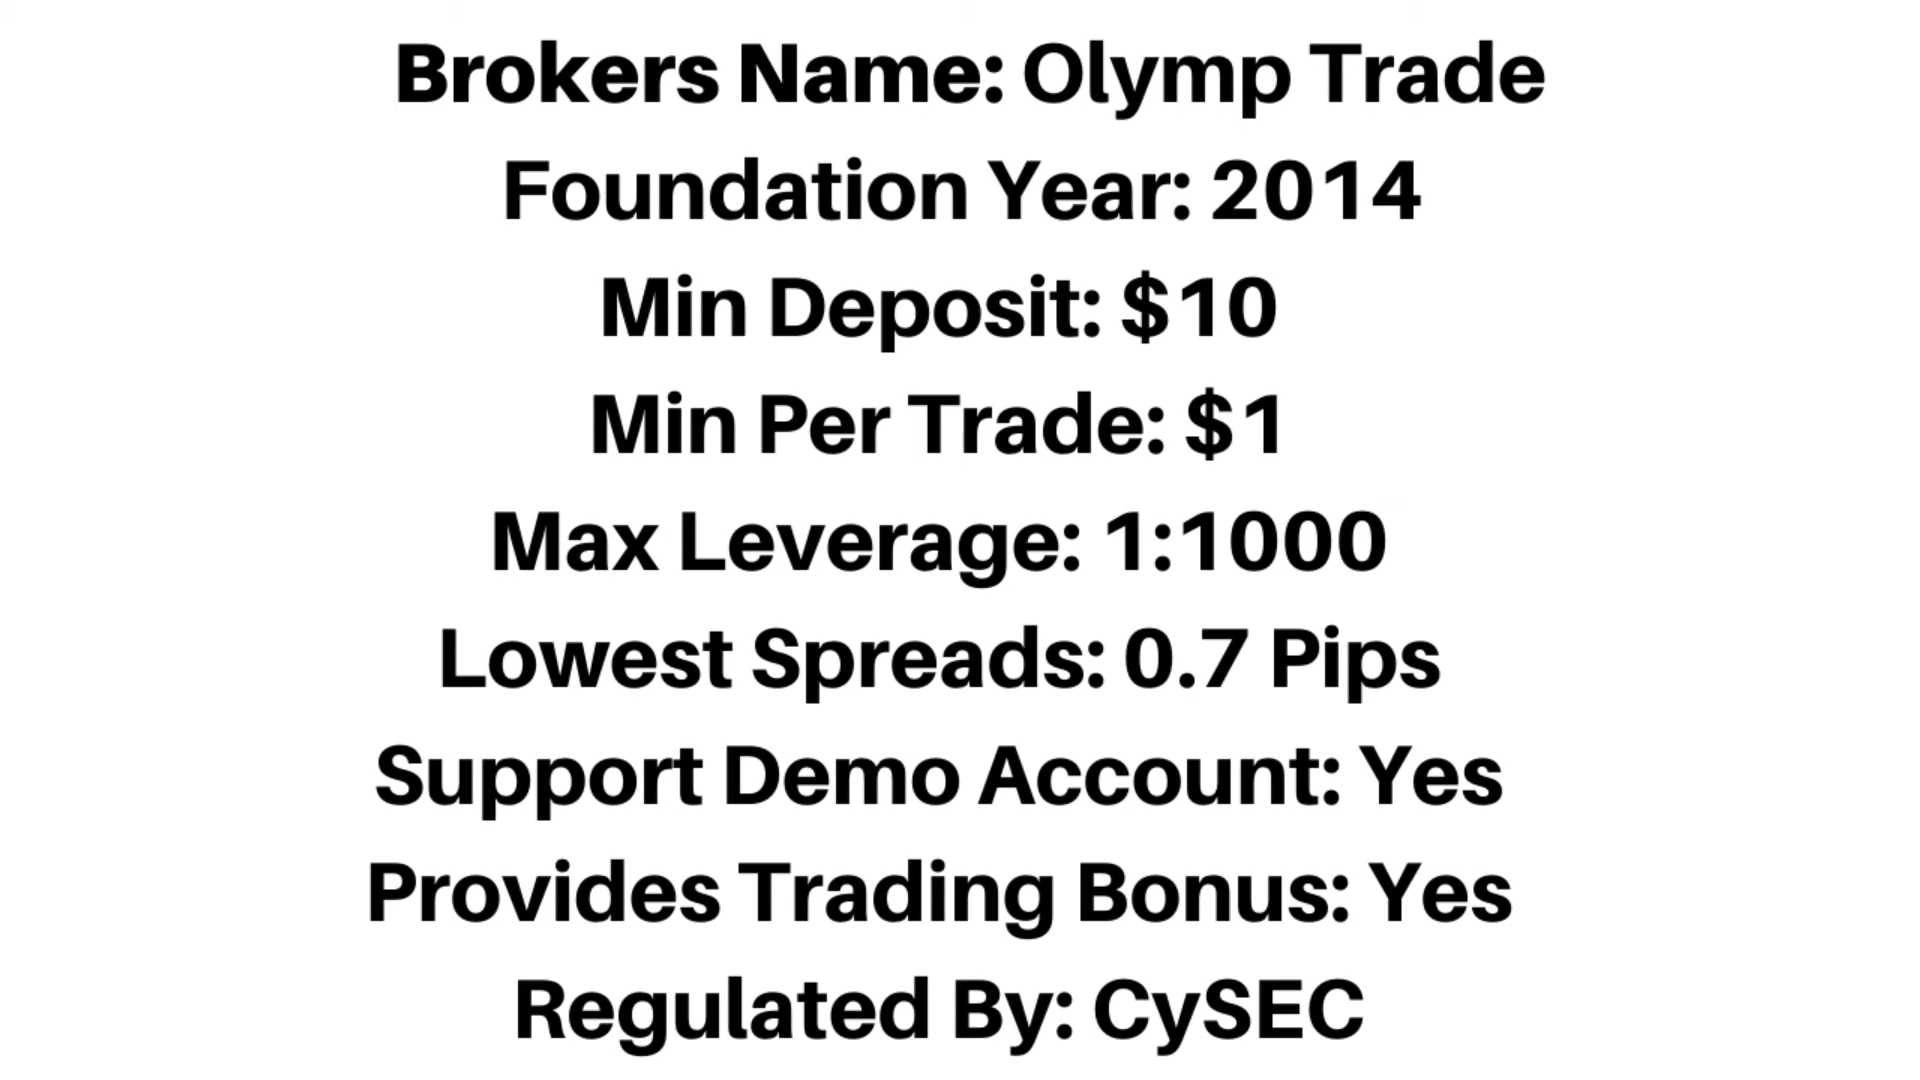 Brokers Name: Olymp Trade
Foundation Year: 2014
Min Deposit: $10
Min Per Trade: $1
Max Leverage: 1:1000
Lowest Spreads: 0.7 Pips
Support Demo Account: Yes
Provides Trading Bonus: Yes
Regulated By: CySEC